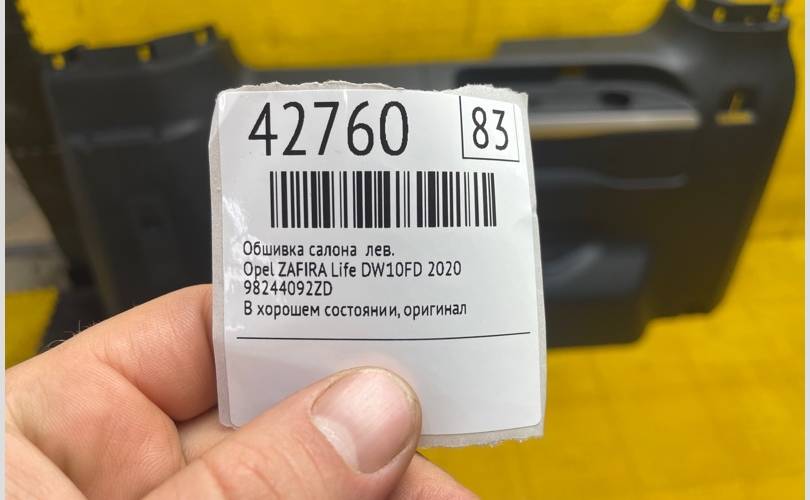 42760
83
Обшивка салона лев.
Opel ZAFIRA Life DW10FD 2020
98244092ZD
В хорошем состоянии, оригинал